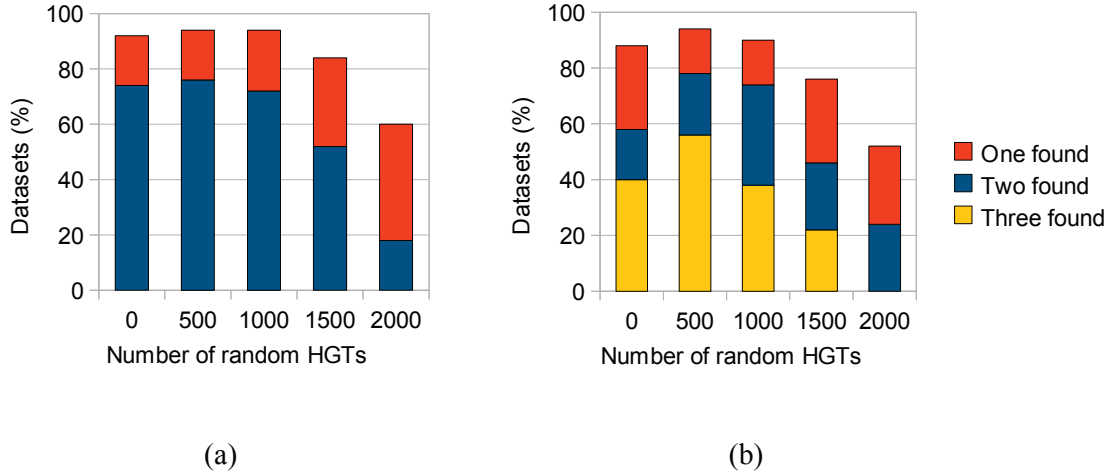 100
80
60
40
20
0
Datasets (%)
0 500 1000 1500 2000
Number of random HGTs
(a)
100
80
60
40
20
0
Datasets (%)
0 500 1000 1500 2000
Number of random HGTs
(b)
One found
Two found
Three found